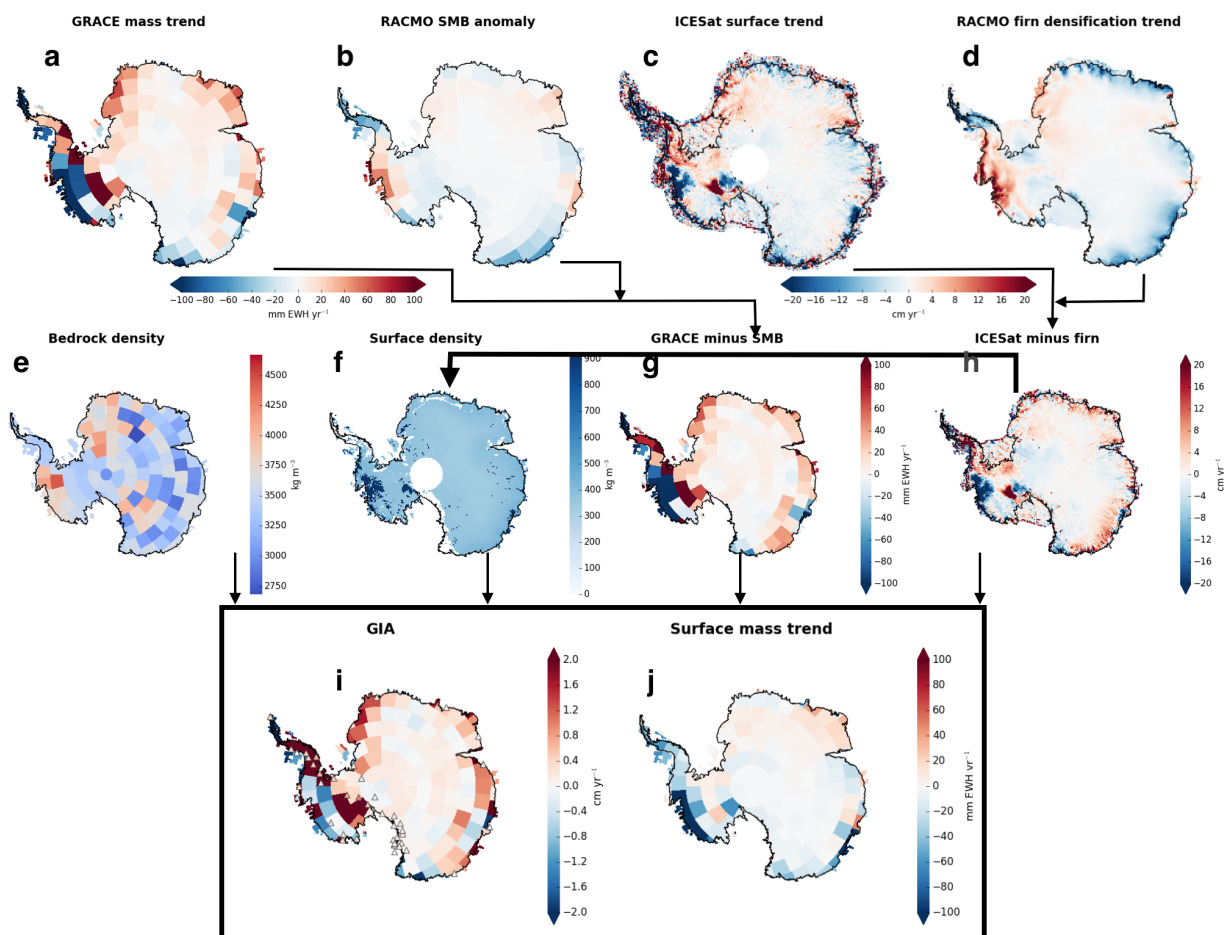 GRACE mass trend
RACMO SMB anomaly
ICESat surface trend
RACMO firn densification trend
a
b
c
d
−100 −80 −60 −40 −20 0 20 40 60 80 100
mm EWH yr⁻¹
−20 −16 −12 −8 −4 0 4 8 12 16 20
cm yr⁻¹
Bedrock density
Surface density
GRACE minus SMB
ICESat minus firn
e
f
g
h
4500
4250
4000
3750
3500
3250
3000
2750
kg m⁻³
900
800
700
600
500
400
300
200
100
0
kg m⁻³
100
80
60
40
20
0
−20
−40
−60
−80
−100
mm EWH yr⁻¹
20
16
12
8
4
0
−4
−8
−12
−16
−20
cm yr⁻¹
GIA
Surface mass trend
i
j
2.0
1.6
1.2
0.8
0.4
0.0
−0.4
−0.8
−1.2
−1.6
−2.0
cm yr⁻¹
100
80
60
40
20
0
−20
−40
−60
−80
−100
mm EWH yr⁻¹